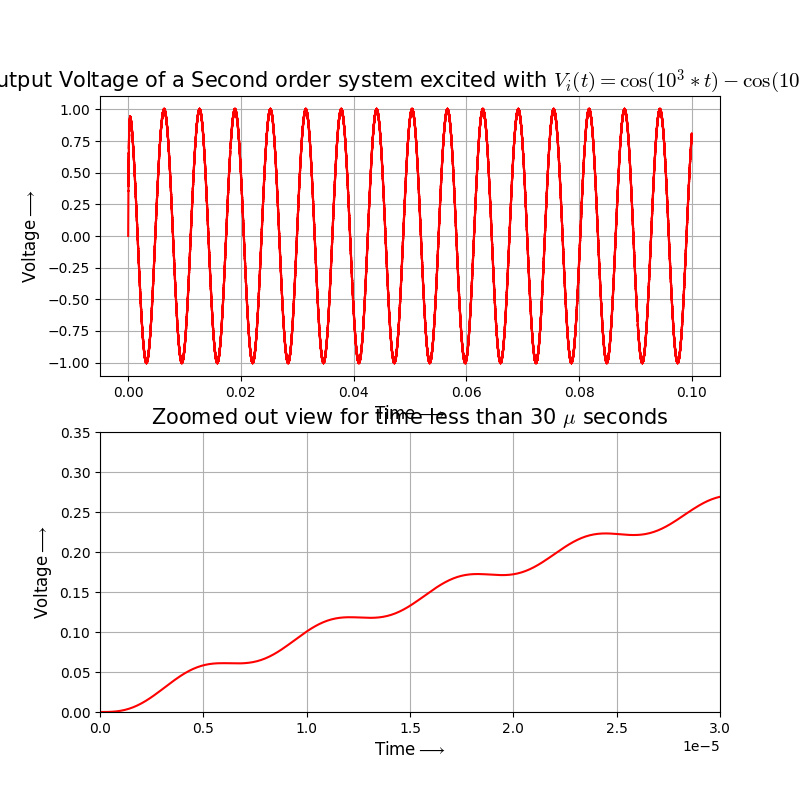 utput Voltage of a Second order system excited with V_i(t) = cos(10^3 * t) − cos(10
1.00
0.75
0.50
0.25
0.00
−0.25
−0.50
−0.75
−1.00
Voltage⟶
0.00 0.02 0.04 0.06 0.08 0.10
Time⟶
Zoomed out view for time less than 30 μ seconds
0.35
0.30
0.25
0.20
0.15
0.10
0.05
0.00
Voltage⟶
0.0 0.5 1.0 1.5 2.0 2.5 3.0
1e−5
Time⟶